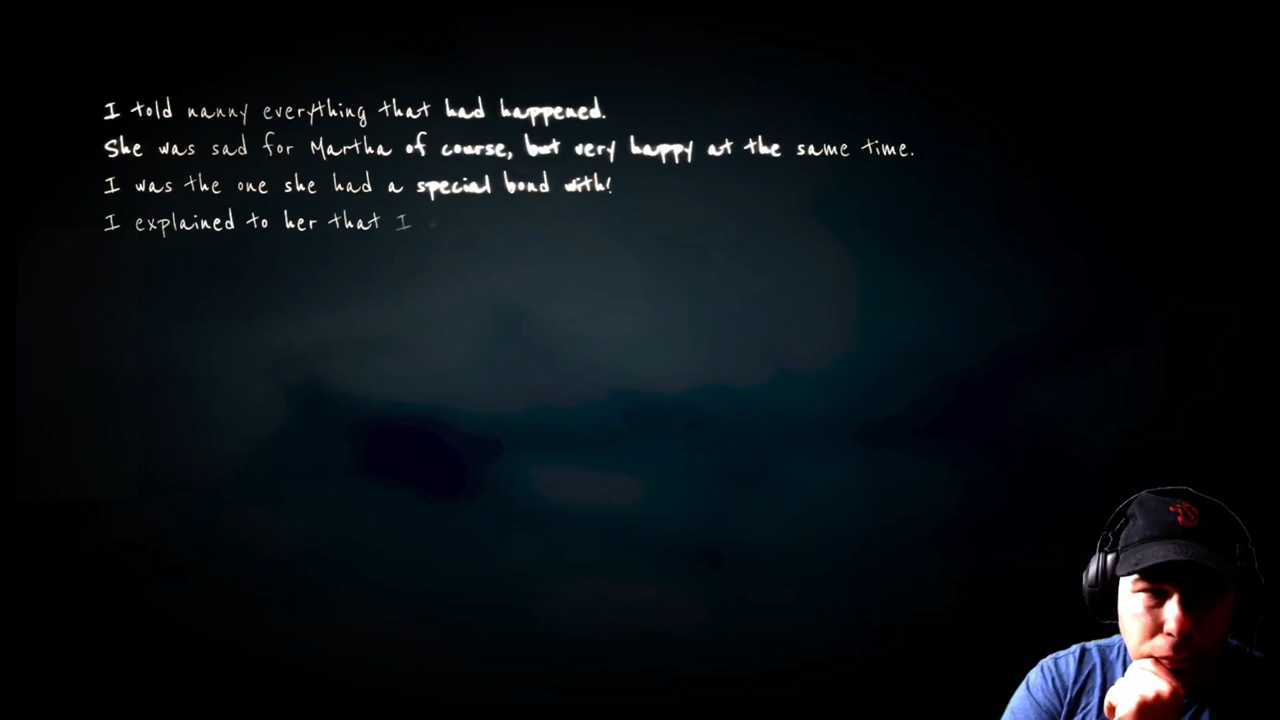 I told nanny everything that had happened.
She was sad for Martha of course, but very happy at the same time.
I was the one she had a special bond with!
I explained to her that I